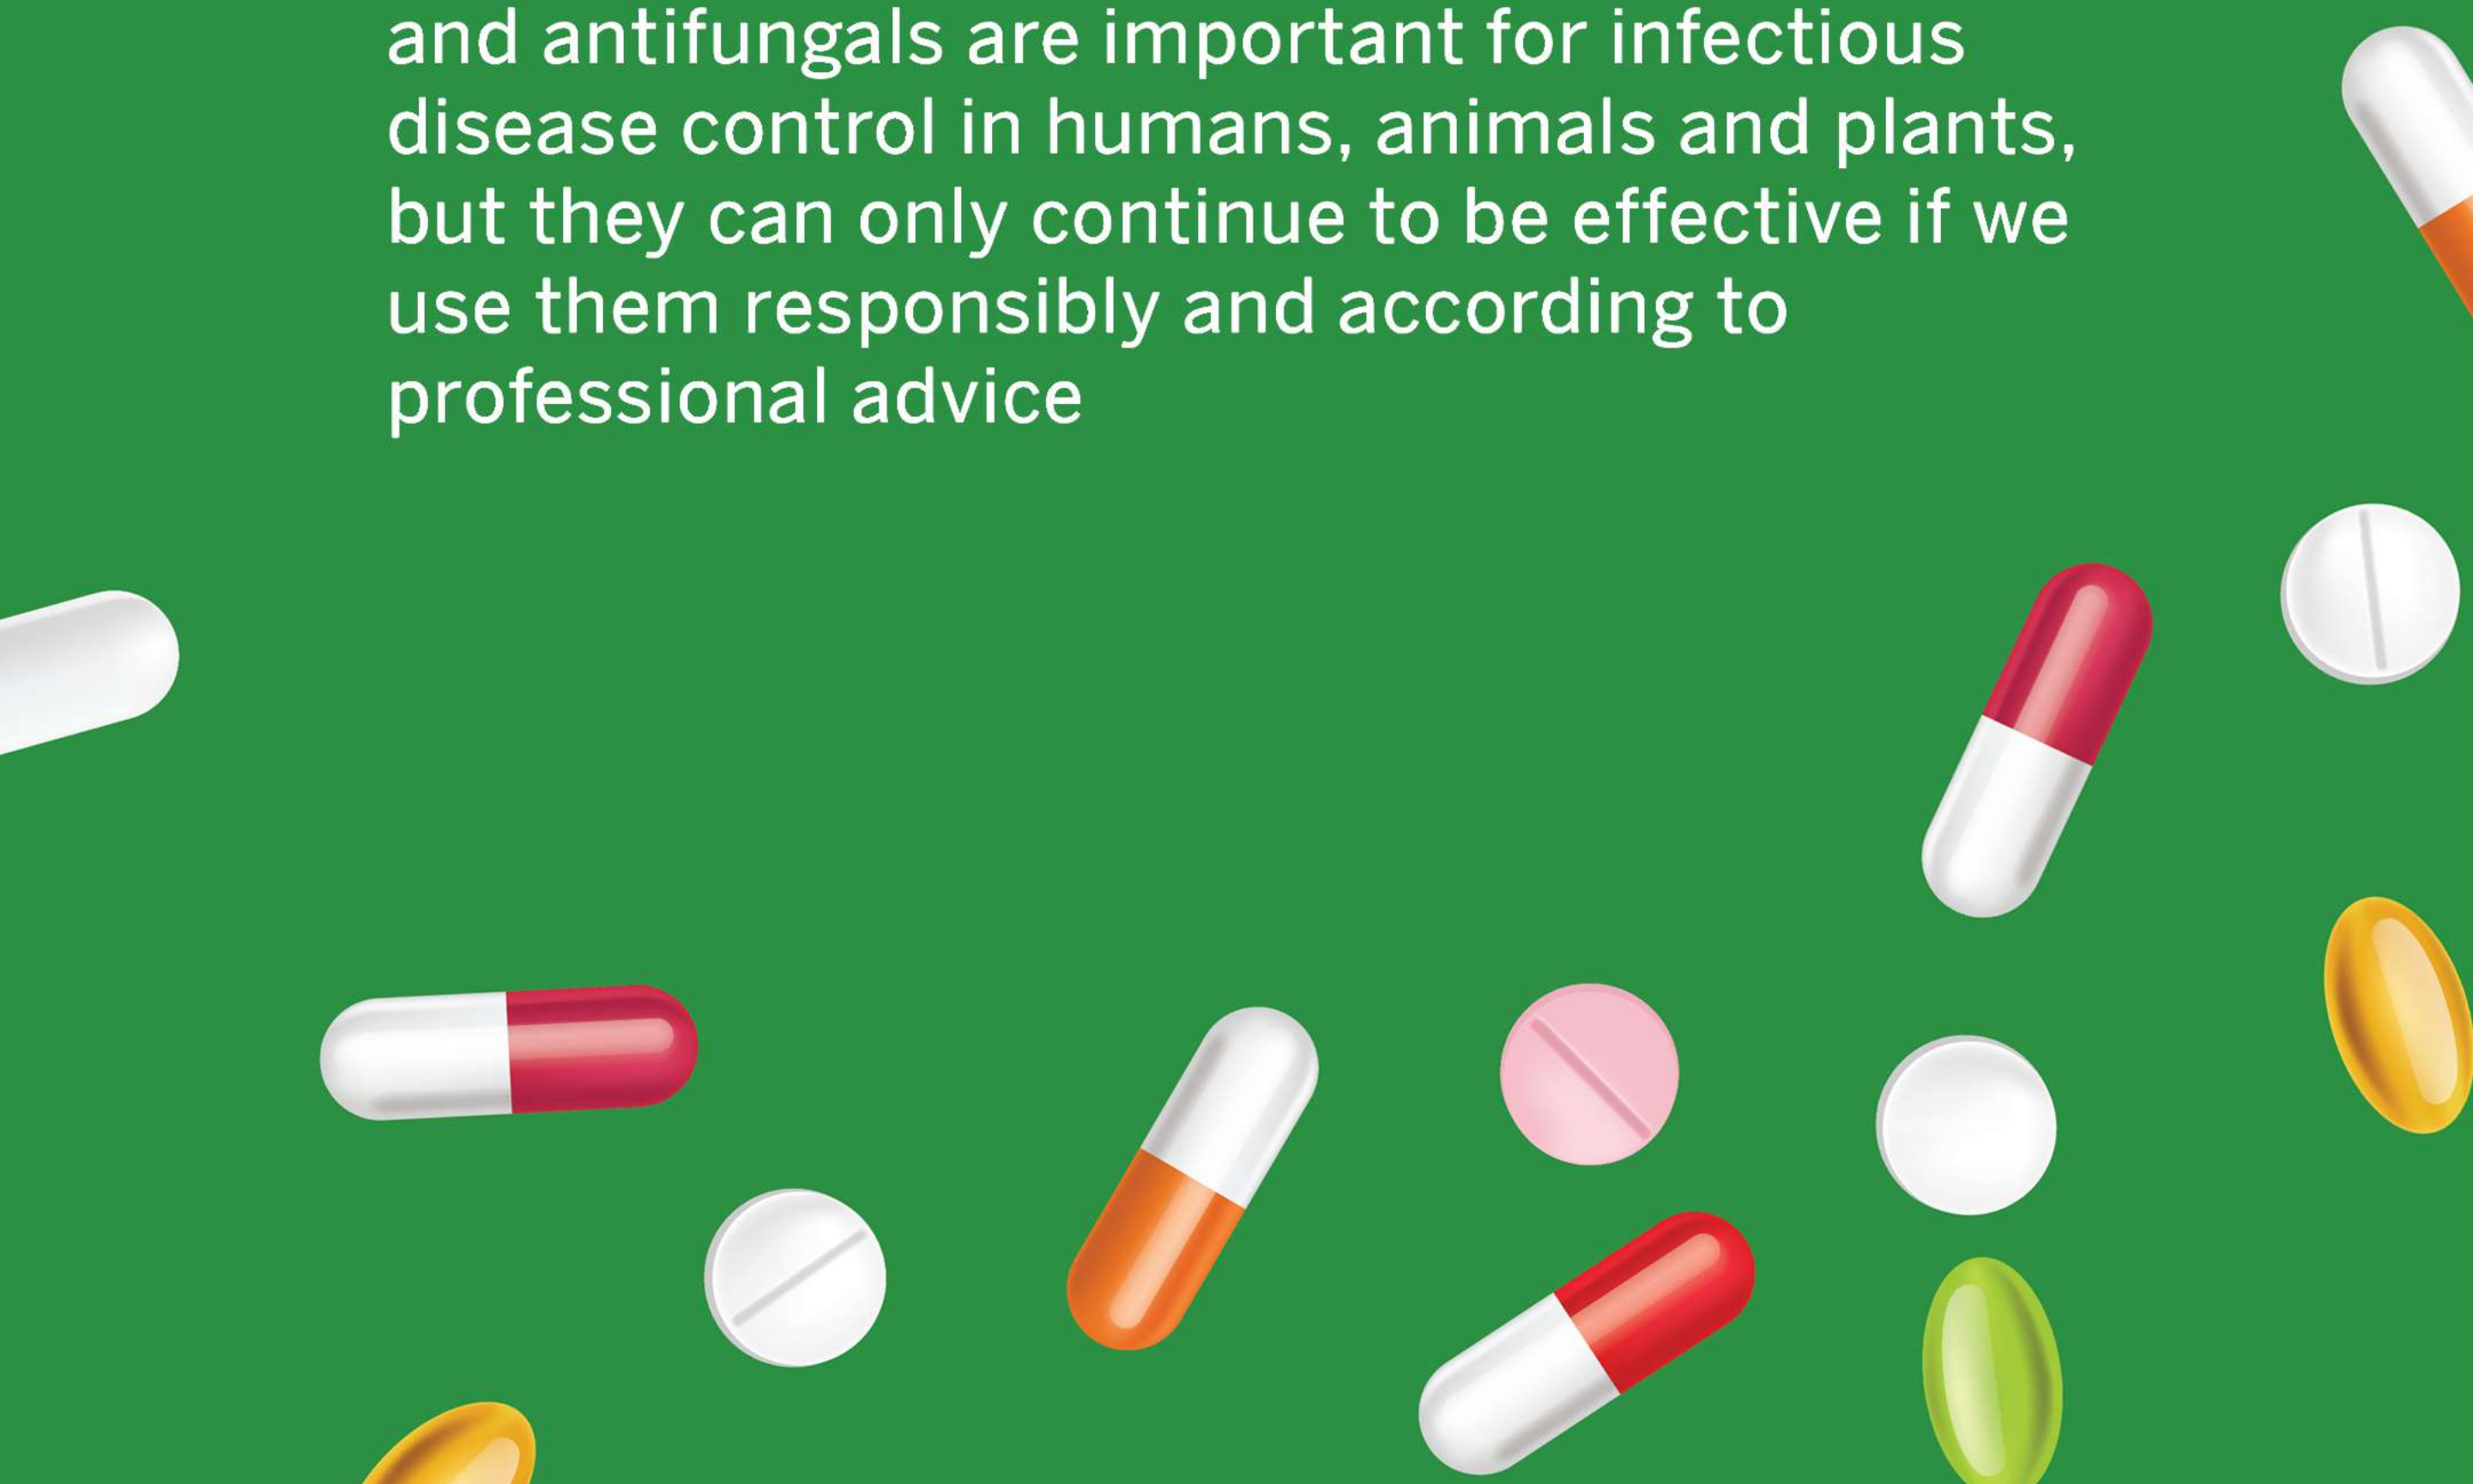 and antifungals are important for infectious
disease control in humans, animals and plants,
but they can only continue to be effective if we
use them responsibly and according to
professional advice